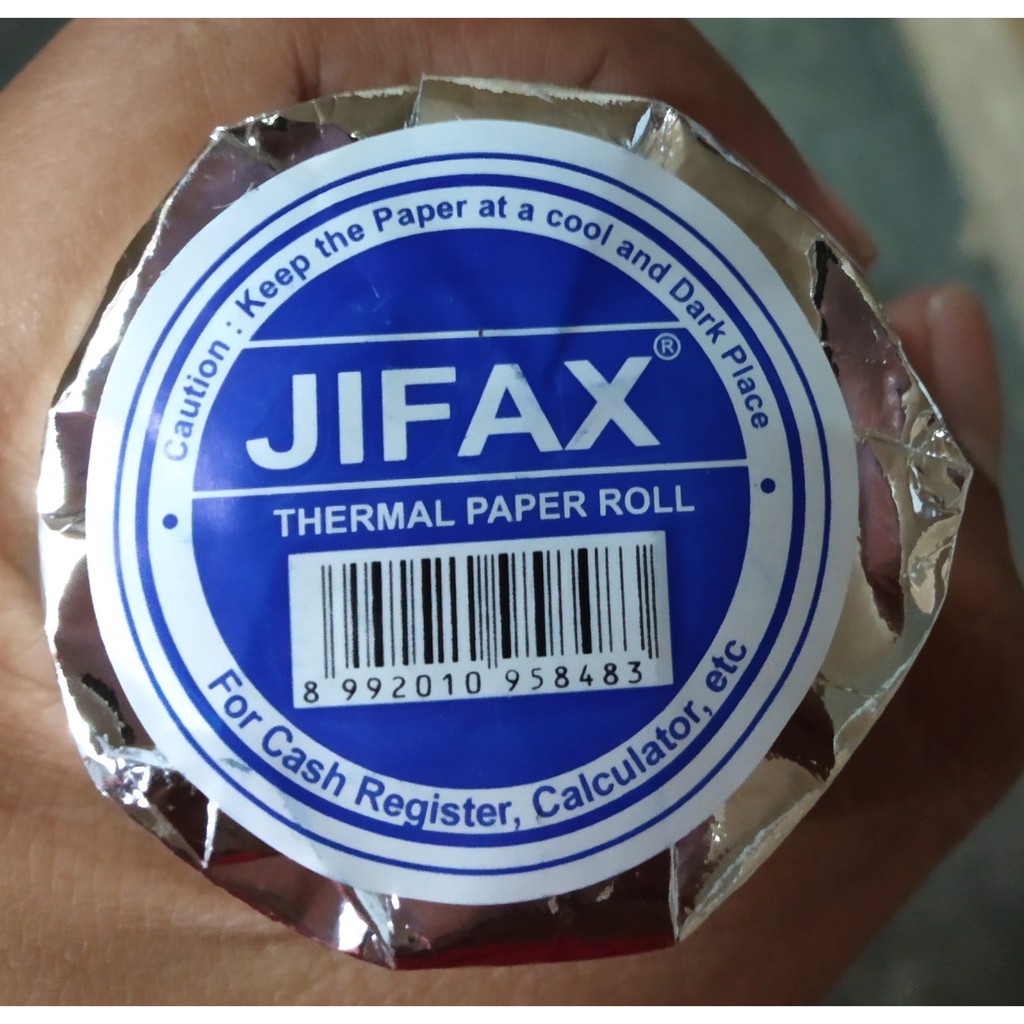 Caution : Keep the Paper at a cool and Dark Place
JIFAX®
THERMAL PAPER ROLL
8 992010 958483
For Cash Register, Calculator, etc